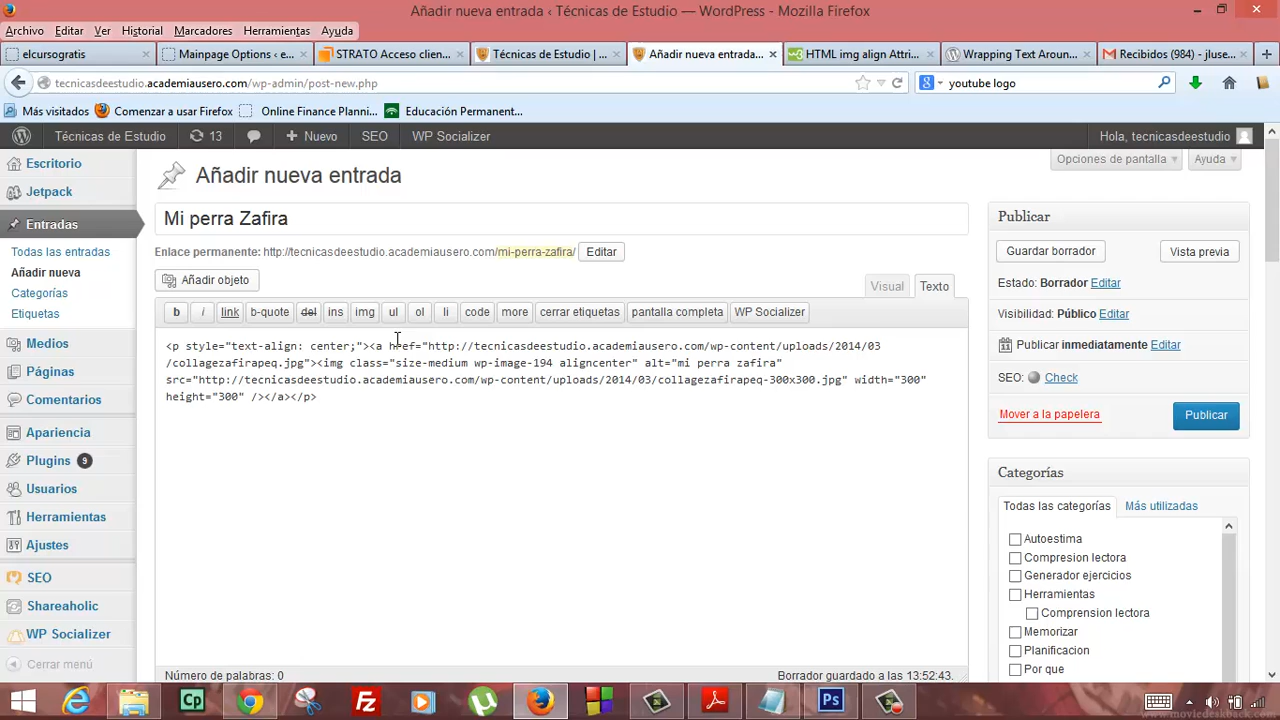 Añadir nueva entrada ‹ Técnicas de Estudio — WordPress - Mozilla Firefox
Archivo Editar Ver Historial Marcadores Herramientas Ayuda
elcursogratis
Mainpage Options ‹ e...
STRATO Acceso clien...
Técnicas de Estudio | ...
Añadir nueva entrada...
HTML img align Attri...
Wrapping Text Aroun...
Recibidos (984) - jluse...
tecnicasdeestudio.academiausero.com/wp-admin/post-new.php
youtube logo
Más visitados Comenzar a usar Firefox Online Finance Planni... Educación Permanent...
Técnicas de Estudio 13 Nuevo SEO WP Socializer Hola, tecnicasdeestudio
Escritorio
Jetpack
Entradas
Todas las entradas
Añadir nueva
Categorías
Etiquetas
Medios
Páginas
Comentarios
Apariencia
Plugins 9
Usuarios
Herramientas
Ajustes
SEO
Shareaholic
WP Socializer
Cerrar menú
Opciones de pantalla Ayuda
Añadir nueva entrada
Mi perra Zafira
Enlace permanente: http://tecnicasdeestudio.academiausero.com/mi-perra-zafira/ Editar
Añadir objeto
Visual Texto
b i link b-quote del ins img ul ol li code more cerrar etiquetas pantalla completa WP Socializer
<p style="text-align: center;"><a href="http://tecnicasdeestudio.academiausero.com/wp-content/uploads/2014/03
/collagezafirapeq.jpg"><img class="size-medium wp-image-194 aligncenter" alt="mi perra zafira"
src="http://tecnicasdeestudio.academiausero.com/wp-content/uploads/2014/03/collagezafirapeq-300x300.jpg" width="300"
height="300" /></a></p>
Número de palabras: 0 Borrador guardado a las 13:52:43.
Publicar
Guardar borrador Vista previa
Estado: Borrador Editar
Visibilidad: Público Editar
Publicar inmediatamente Editar
SEO: Check
Mover a la papelera Publicar
Categorías
Todas las categorías Más utilizadas
Autoestima
Compresion lectora
Generador ejercicios
Herramientas
Comprension lectora
Memorizar
Planificacion
Por que
Cp
Fz
Ps
www.moviedeskback.com